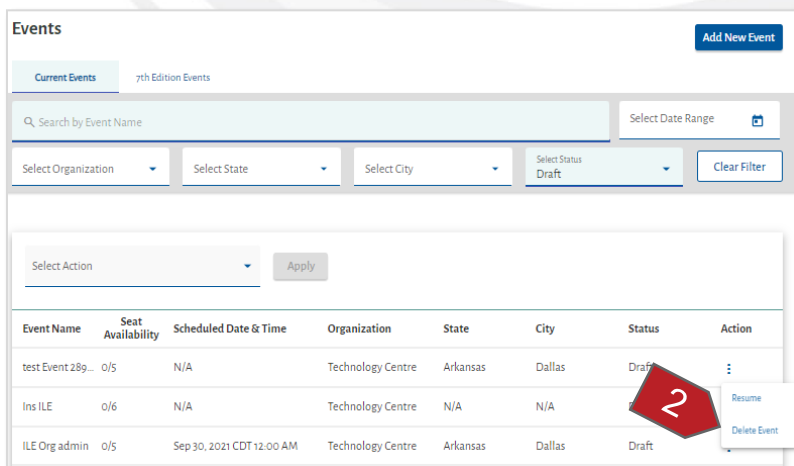 Events
Add New Event
Current Events 7th Edition Events
Search by Event Name Select Date Range
Select Organization Select State Select City Select Status Draft Clear Filter
Select Action Apply
Event Name Seat Availability Scheduled Date & Time Organization State City Status Action
test Event 289... 0/5 N/A Technology Centre Arkansas Dallas Draft
Resume
Ins ILE 0/6 N/A Technology Centre N/A N/A
2
Delete Event
ILE Org admin 0/5 Sep 30, 2021 CDT 12:00 AM Technology Centre Arkansas Dallas Draft